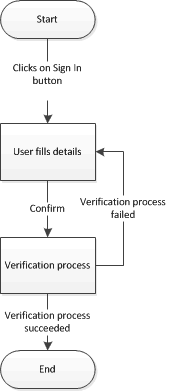 Start
Clicks on Sign In
button
User fills details
Confirm
Verification process
failed
Verification process
Verification process
succeeded
End